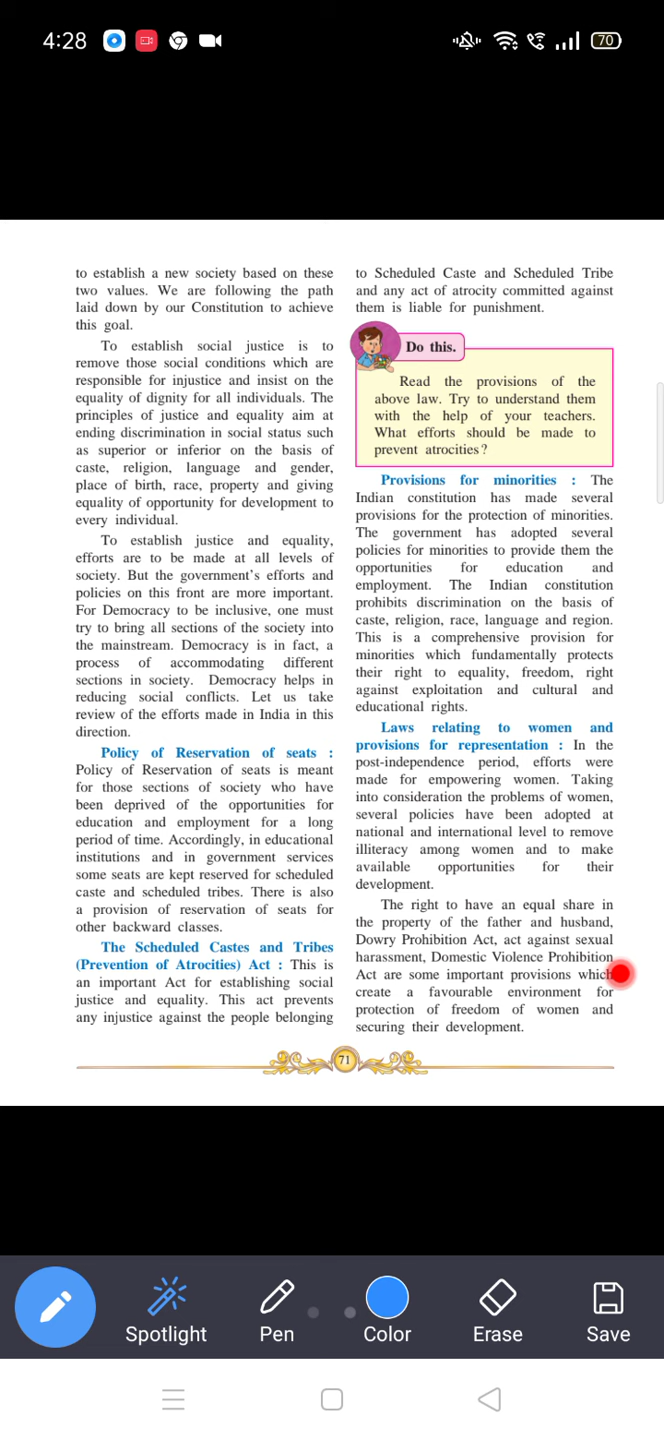 4:28
70
to establish a new society based on these
two values. We are following the path
laid down by our Constitution to achieve
this goal.
To establish social justice is to
remove those social conditions which are
responsible for injustice and insist on the
equality of dignity for all individuals. The
principles of justice and equality aim at
ending discrimination in social status such
as superior or inferior on the basis of
caste, religion, language and gender,
place of birth, race, property and giving
equality of opportunity for development to
every individual.
To establish justice and equality,
efforts are to be made at all levels of
society. But the government's efforts and
policies on this front are more important.
For Democracy to be inclusive, one must
try to bring all sections of the society into
the mainstream. Democracy is in fact, a
process of accommodating different
sections in society. Democracy helps in
reducing social conflicts. Let us take
review of the efforts made in India in this
direction.
Policy of Reservation of seats :
Policy of Reservation of seats is meant
for those sections of society who have
been deprived of the opportunities for
education and employment for a long
period of time. Accordingly, in educational
institutions and in government services
some seats are kept reserved for scheduled
caste and scheduled tribes. There is also
a provision of reservation of seats for
other backward classes.
The Scheduled Castes and Tribes
(Prevention of Atrocities) Act : This is
an important Act for establishing social
justice and equality. This act prevents
any injustice against the people belonging
to Scheduled Caste and Scheduled Tribe
and any act of atrocity committed against
them is liable for punishment.
Do this.
Read the provisions of the
above law. Try to understand them
with the help of your teachers.
What efforts should be made to
prevent atrocities?
Provisions for minorities : The
Indian constitution has made several
provisions for the protection of minorities.
The government has adopted several
policies for minorities to provide them the
opportunities for education and
employment. The Indian constitution
prohibits discrimination on the basis of
caste, religion, race, language and region.
This is a comprehensive provision for
minorities which fundamentally protects
their right to equality, freedom, right
against exploitation and cultural and
educational rights.
Laws relating to women and
provisions for representation : In the
post-independence period, efforts were
made for empowering women. Taking
into consideration the problems of women,
several policies have been adopted at
national and international level to remove
illiteracy among women and to make
available opportunities for their
development.
The right to have an equal share in
the property of the father and husband,
Dowry Prohibition Act, act against sexual
harassment, Domestic Violence Prohibition
Act are some important provisions which
create a favourable environment for
protection of freedom of women and
securing their development.
71
Spotlight
Pen
Color
Erase
Save